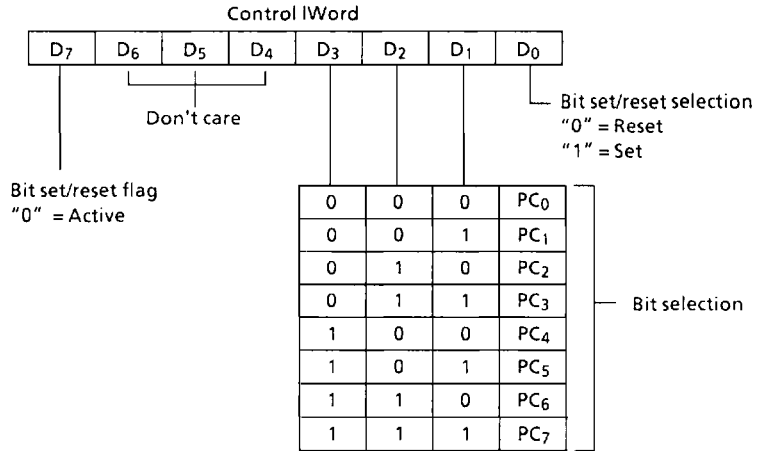 Control lWord
D7 D6 D5 D4 D3 D2 D1 D0
Don't care
Bit set/reset selection
"0" = Reset
"1" = Set
Bit set/reset flag
"0" = Active
0 0 0 PC0
0 0 1 PC1
0 1 0 PC2
0 1 1 PC3
1 0 0 PC4
1 0 1 PC5
1 1 0 PC6
1 1 1 PC7
Bit selection